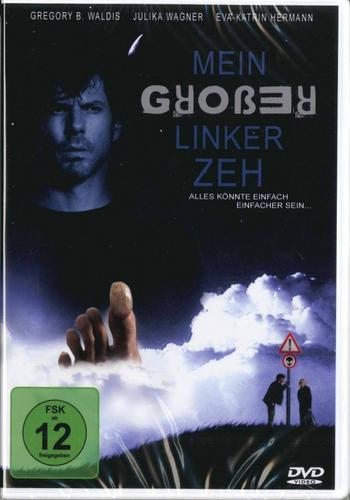 GREGORY B. WALDIS JULIKA WAGNER EVA-KATRIN HERMANN
MEIN
GROßER
LINKER
ZEH
ALLES KÖNNTE EINFACH
EINFACHER SEIN...
FSK
ab
12
freigegeben
DVD
VIDEO